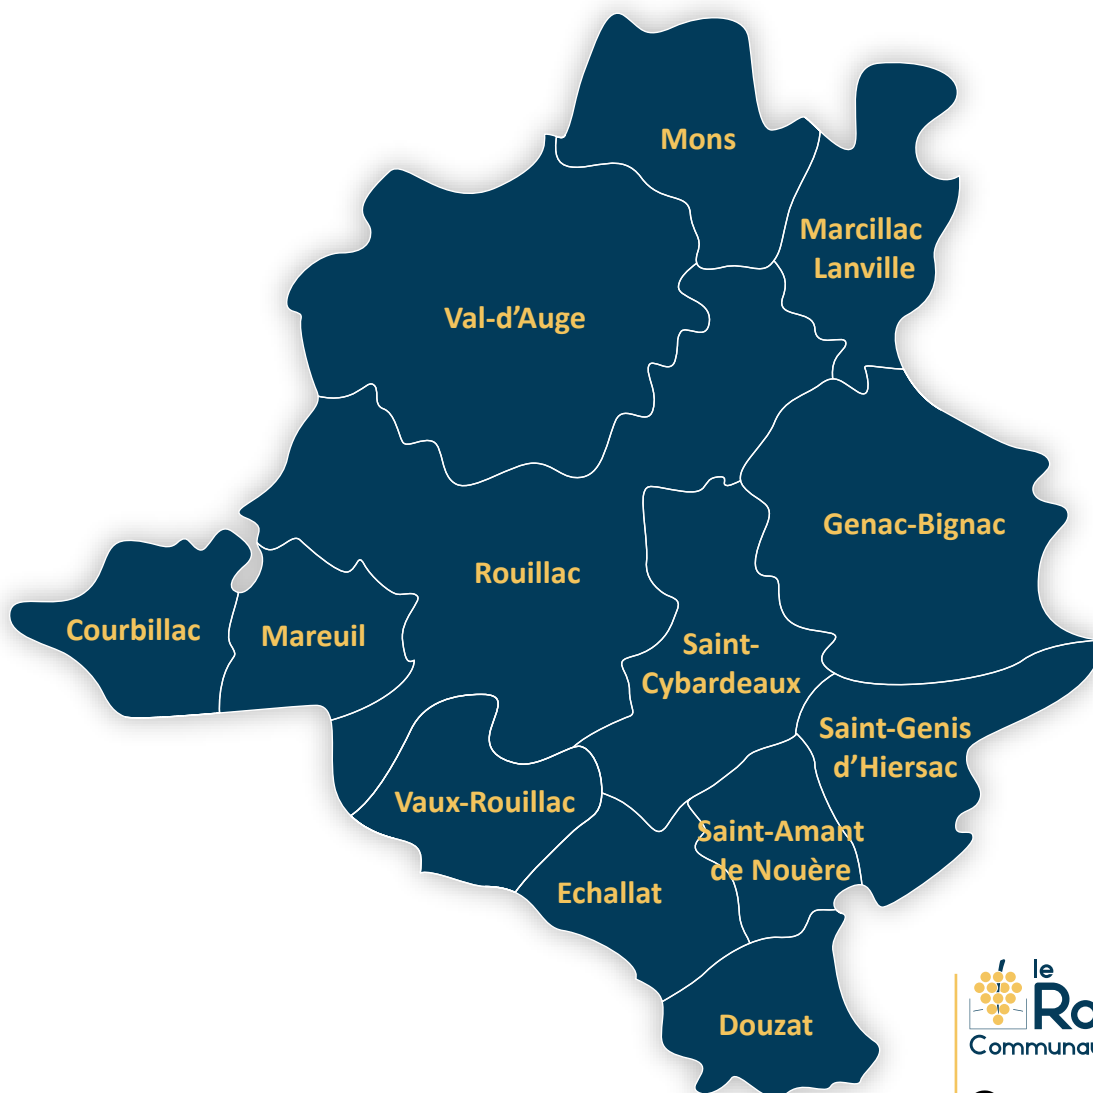 Mons
Marcillac
Lanville
Val-d’Auge
Genac-Bignac
Rouillac
Courbillac
Mareuil
Saint-
Cybardeaux
Saint-Genis
d’Hiersac
Vaux-Rouillac
Saint-Amant
de Nouère
Echallat
Douzat
le